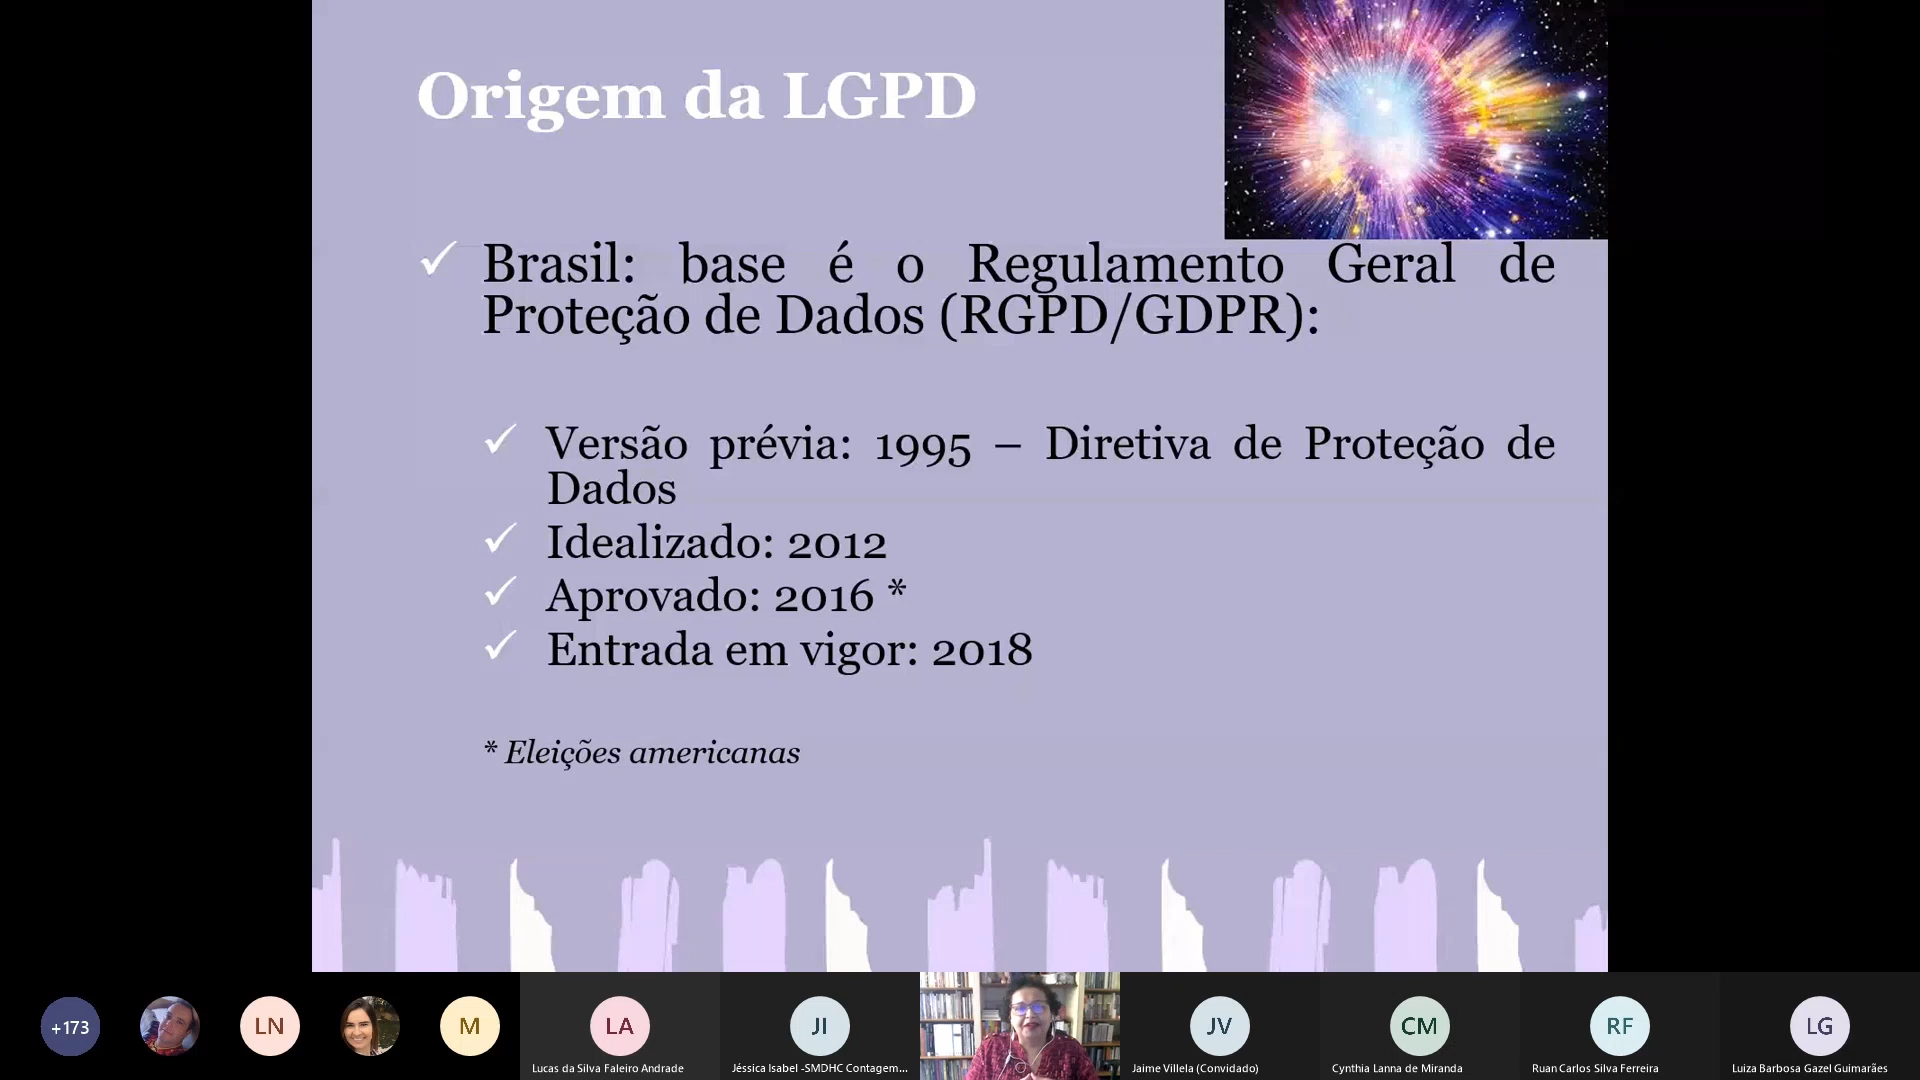 Origem da LGPD
Brasil: base é o Regulamento Geral de
Proteção de Dados (RGPD/GDPR):
Versão prévia: 1995 – Diretiva de Proteção de
Dados
Idealizado: 2012
Aprovado: 2016 *
Entrada em vigor: 2018
* Eleições americanas
+173
LN
M
LA
JI
JV
CM
RF
LG
Lucas da Silva Faleiro Andrade
Jéssica Isabel -SMDHC Contagem...
Jaime Villela (Convidado)
Cynthia Lanna de Miranda
Ruan Carlos Silva Ferreira
Luiza Barbosa Gazel Guimarães